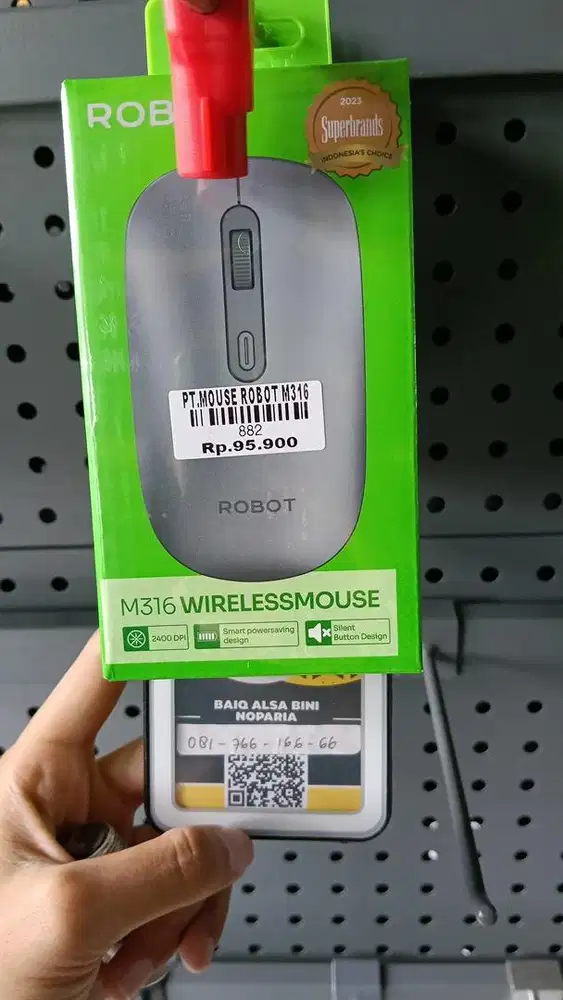 ROB
2023
Superbrands
INDONESIA'S CHOICE
PT.MOUSE ROBOT M316
882
Rp.95.900
ROBOT
M316 WIRELESSMOUSE
2400 DPI
Smart powersaving
design
Silent
Button Design
BAIQ ALSA BINI
NOPARIA
081-766-166-66